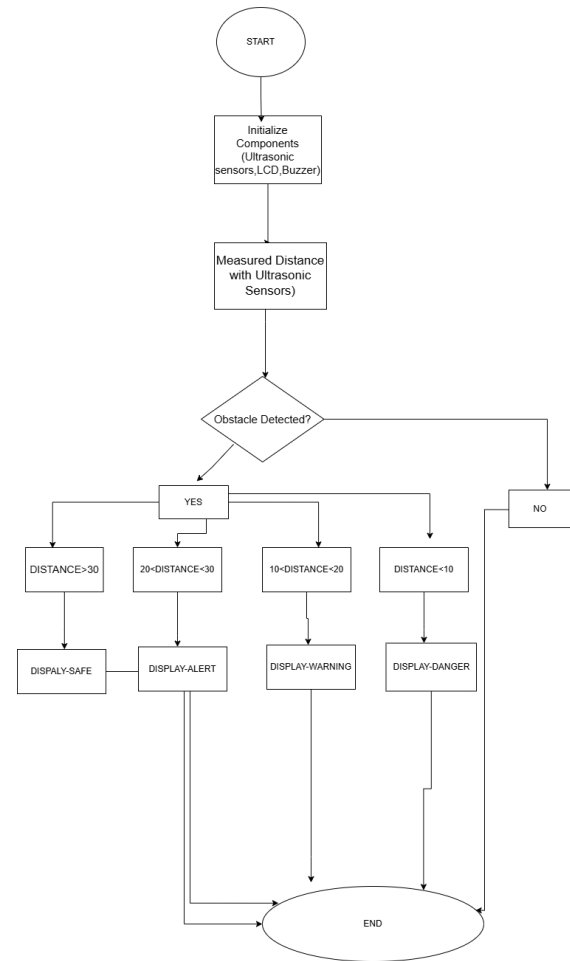 START
Initialize
Components
(Ultrasonic
sensors,LCD,Buzzer)
Measured Distance
with Ultrasonic
Sensors)
Obstacle Detected?
YES
NO
DISTANCE>30
20<DISTANCE<30
10<DISTANCE<20
DISTANCE<10
DISPALY-SAFE
DISPLAY-ALERT
DISPLAY-WARNING
DISPLAY-DANGER
END